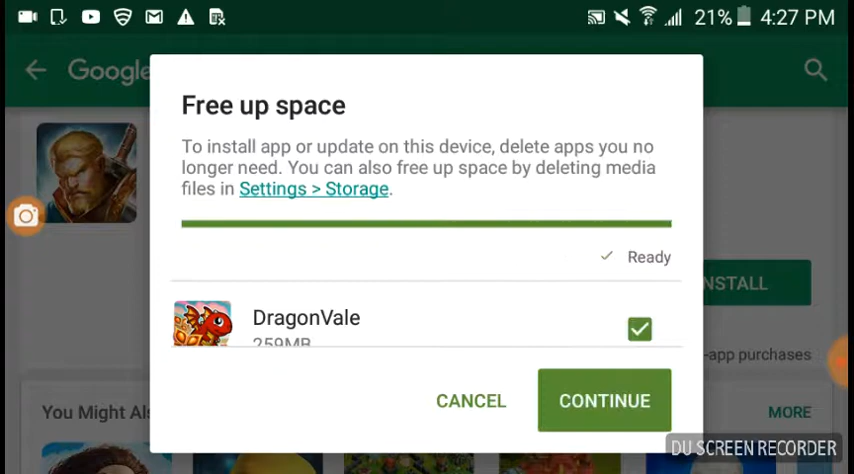 21% 4:27 PM
Google
Free up space
To install app or update on this device, delete apps you no
longer need. You can also free up space by deleting media
files in Settings > Storage.
Ready
NSTALL
DragonVale
259MB
-app purchases
CANCEL CONTINUE
You Might Al
MORE
DU SCREEN RECORDER